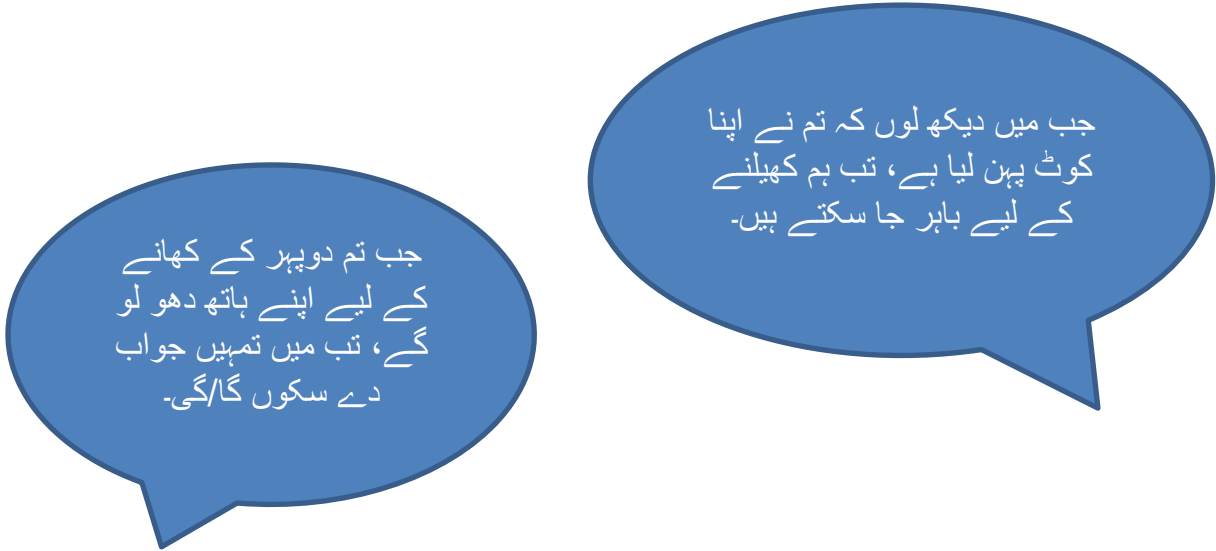 جب میں دیکھ لوں کہ تم نے اپنا
کوٹ پہن لیا ہے، تب ہم کھیلنے
کے لیے باہر جا سکتے ہیں۔
جب تم دوپہر کے کھانے
کے لیے اپنے ہاتھ دھو لو
گے، تب میں تمہیں جواب
دے سکوں گا/گی۔